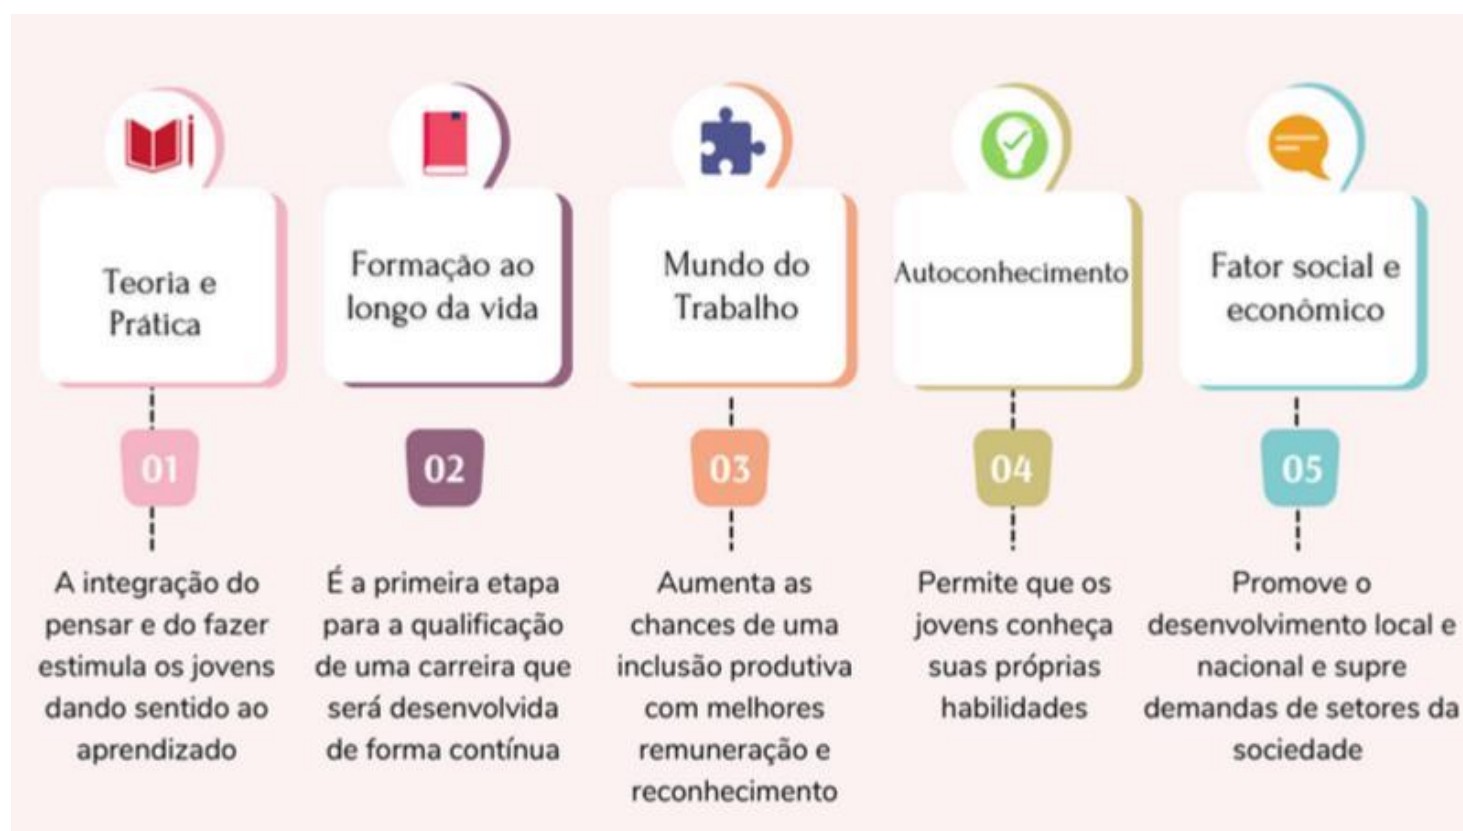 Teoria e
Prática
01
A integração do
pensar e do fazer
estimula os jovens
dando sentido ao
aprendizado
Formação ao
longo da vida
02
É a primeira etapa
para a qualificação
de uma carreira que
será desenvolvida
de forma contínua
Mundo do
Trabalho
03
Aumenta as
chances de uma
inclusão produtiva
com melhores
remuneração e
reconhecimento
Autoconhecimento
04
Permite que os
jovens conheça
suas próprias
habilidades
Fator social e
econômico
05
Promove o
desenvolvimento local e
nacional e supre
demandas de setores da
sociedade